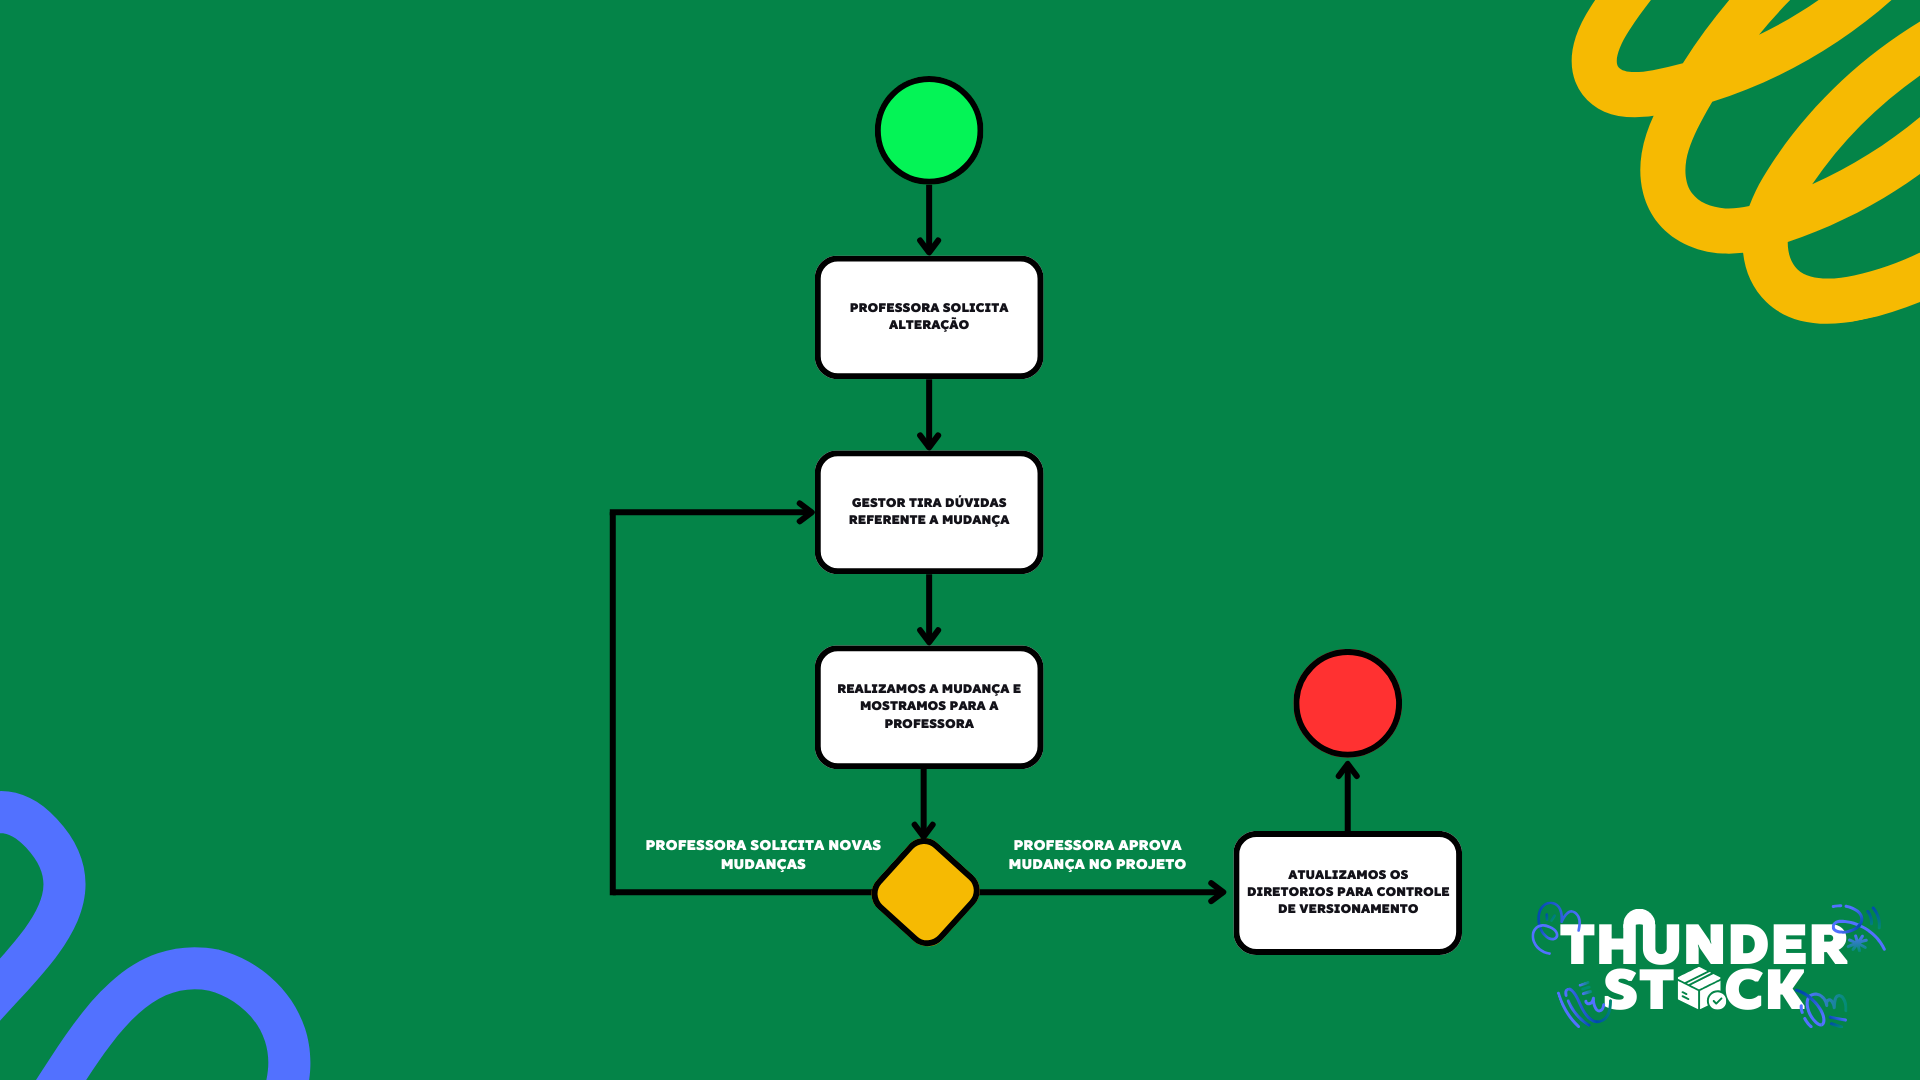 PROFESSORA SOLICITA
ALTERAÇÃO
GESTOR TIRA DÚVIDAS
REFERENTE A MUDANÇA
REALIZAMOS A MUDANÇA E
MOSTRAMOS PARA A
PROFESSORA
PROFESSORA SOLICITA NOVAS
MUDANÇAS
PROFESSORA APROVA
MUDANÇA NO PROJETO
ATUALIZAMOS OS
DIRETORIOS PARA CONTROLE
DE VERSIONAMENTO
THUNDER
STOCK